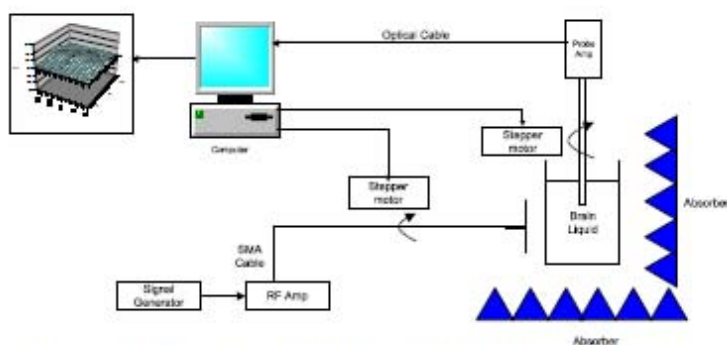 Optical Cable
Probe
Amp
Computer
Stepper
motor
Stepper
motor
Brain
Liquid
Absorber
SMA
Cable
Signal
Generator
RF Amp
Absorber